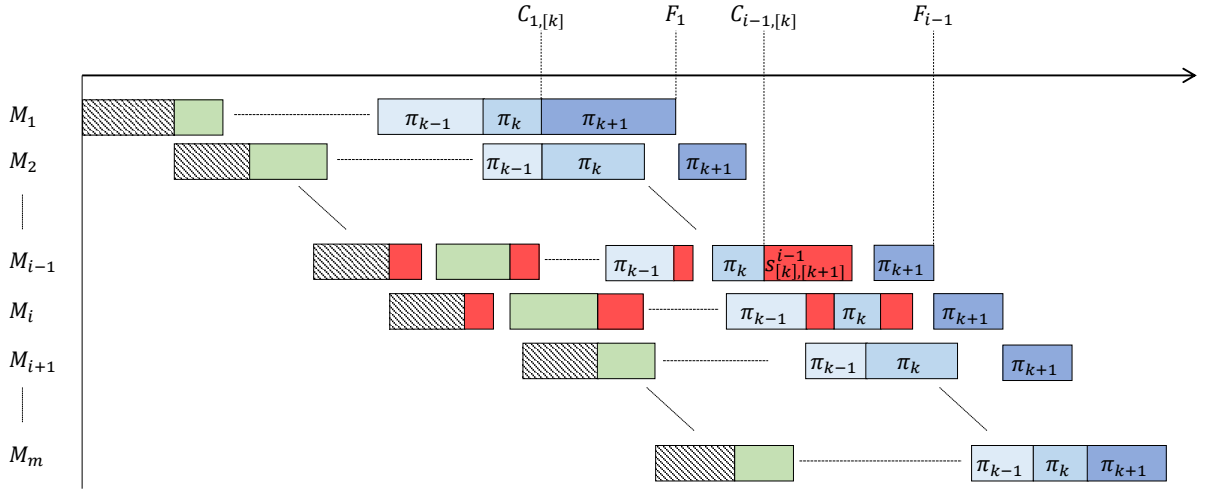 C_{1,[k]} F_1 C_{i-1,[k]} F_{i-1}
M_1 π_{k-1} π_k π_{k+1}
M_2 π_{k-1} π_k π_{k+1}
M_{i-1} π_{k-1} π_k s^{i-1}_{[k],[k+1]} π_{k+1}
M_i π_{k-1} π_k π_{k+1}
M_{i+1} π_{k-1} π_k π_{k+1}
M_m π_{k-1} π_k π_{k+1}